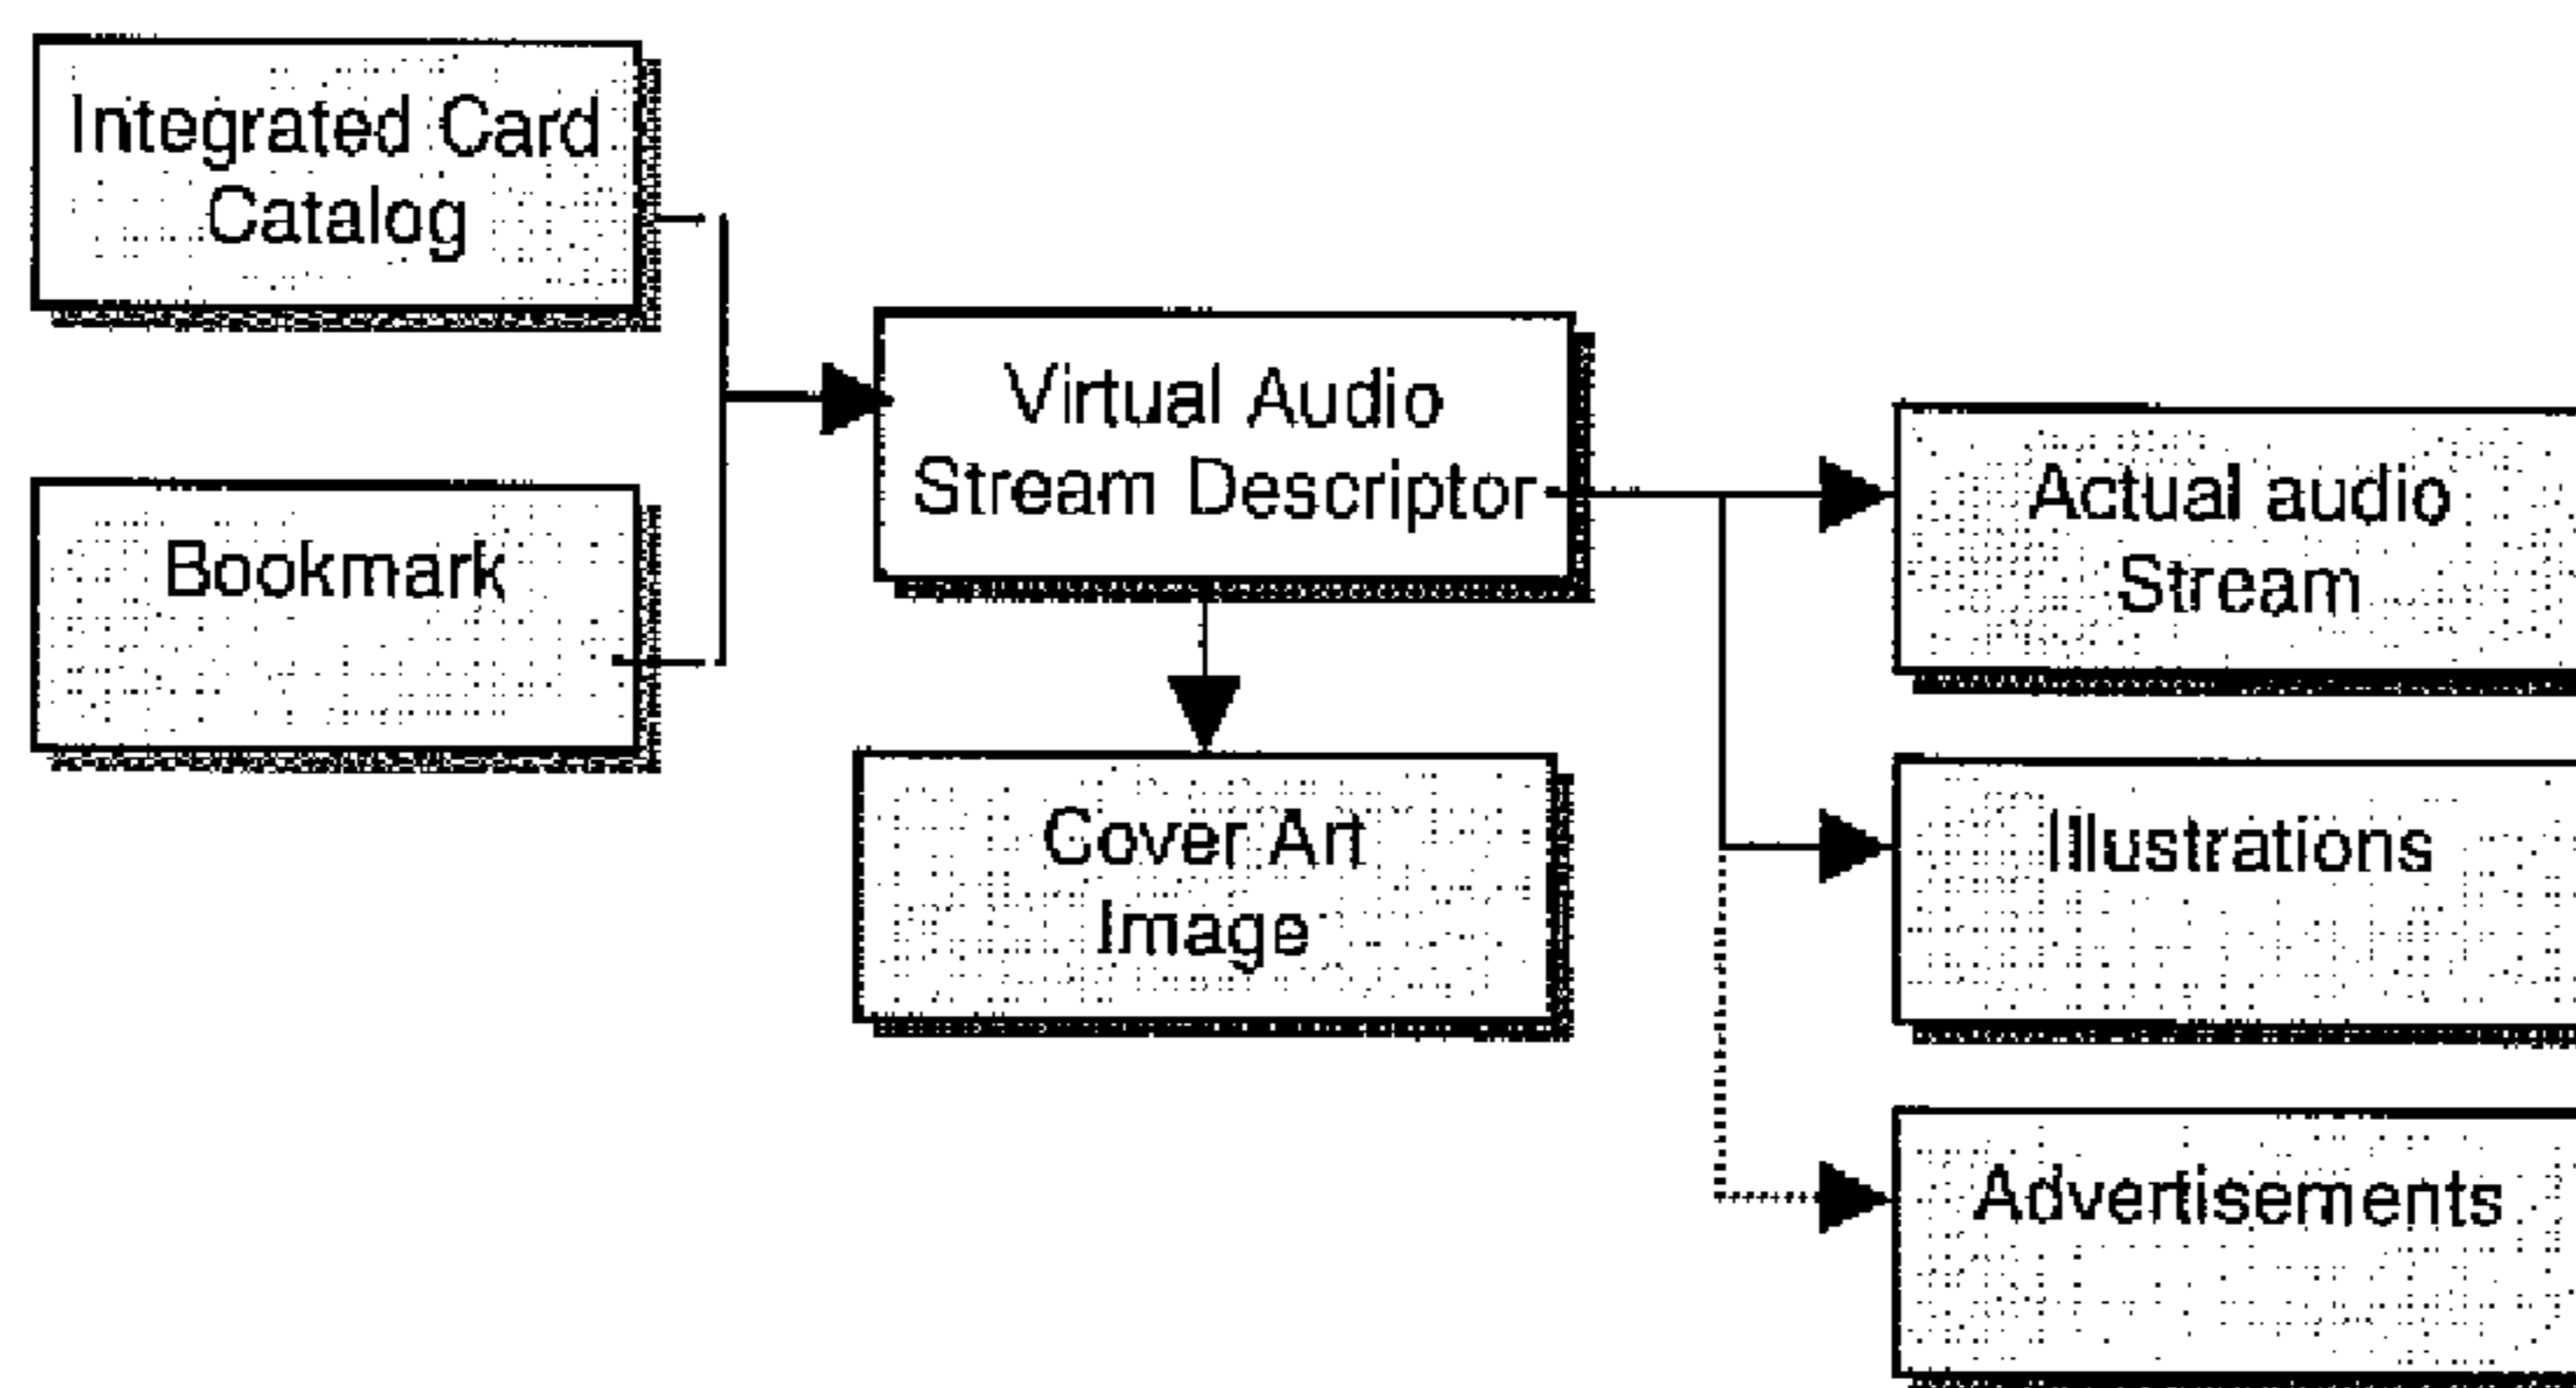 Integrated Card
Catalog
Bookmark
Virtual Audio
Stream Descriptor
Cover Art
Image
Actual audio
Stream
Illustrations
Advertisements